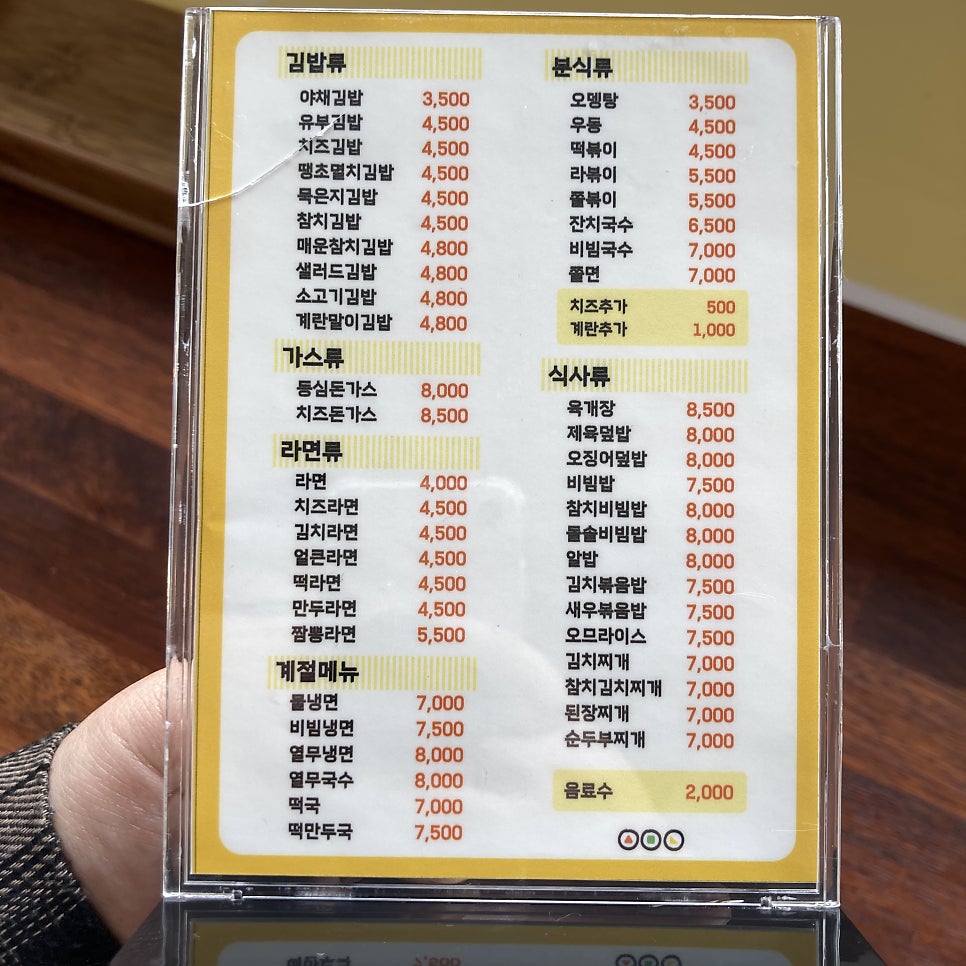 김밥류
야채김밥 3,500
유부김밥 4,500
치즈김밥 4,500
땡초멸치김밥 4,500
묵은지김밥 4,500
참치김밥 4,500
매운참치김밥 4,800
샐러드김밥 4,800
소고기김밥 4,800
계란말이김밥 4,800
가스류
등심돈가스 8,000
치즈돈가스 8,500
라면류
라면 4,000
치즈라면 4,500
김치라면 4,500
얼큰라면 4,500
떡라면 4,500
만두라면 4,500
짬뽕라면 5,500
계절메뉴
물냉면 7,000
비빔냉면 7,500
열무냉면 8,000
열무국수 8,000
떡국 7,000
떡만두국 7,500
분식류
오뎅탕 3,500
우동 4,500
떡볶이 4,500
라볶이 5,500
쫄볶이 5,500
잔치국수 6,500
비빔국수 7,000
쫄면 7,000
치즈추가 500
계란추가 1,000
식사류
육개장 8,500
제육덮밥 8,000
오징어덮밥 8,000
비빔밥 7,500
참치비빔밥 8,000
돌솥비빔밥 8,000
알밥 8,000
김치볶음밥 7,500
새우볶음밥 7,500
오므라이스 7,500
김치찌개 7,000
참치김치찌개 7,000
된장찌개 7,000
순두부찌개 7,000
음료수 2,000